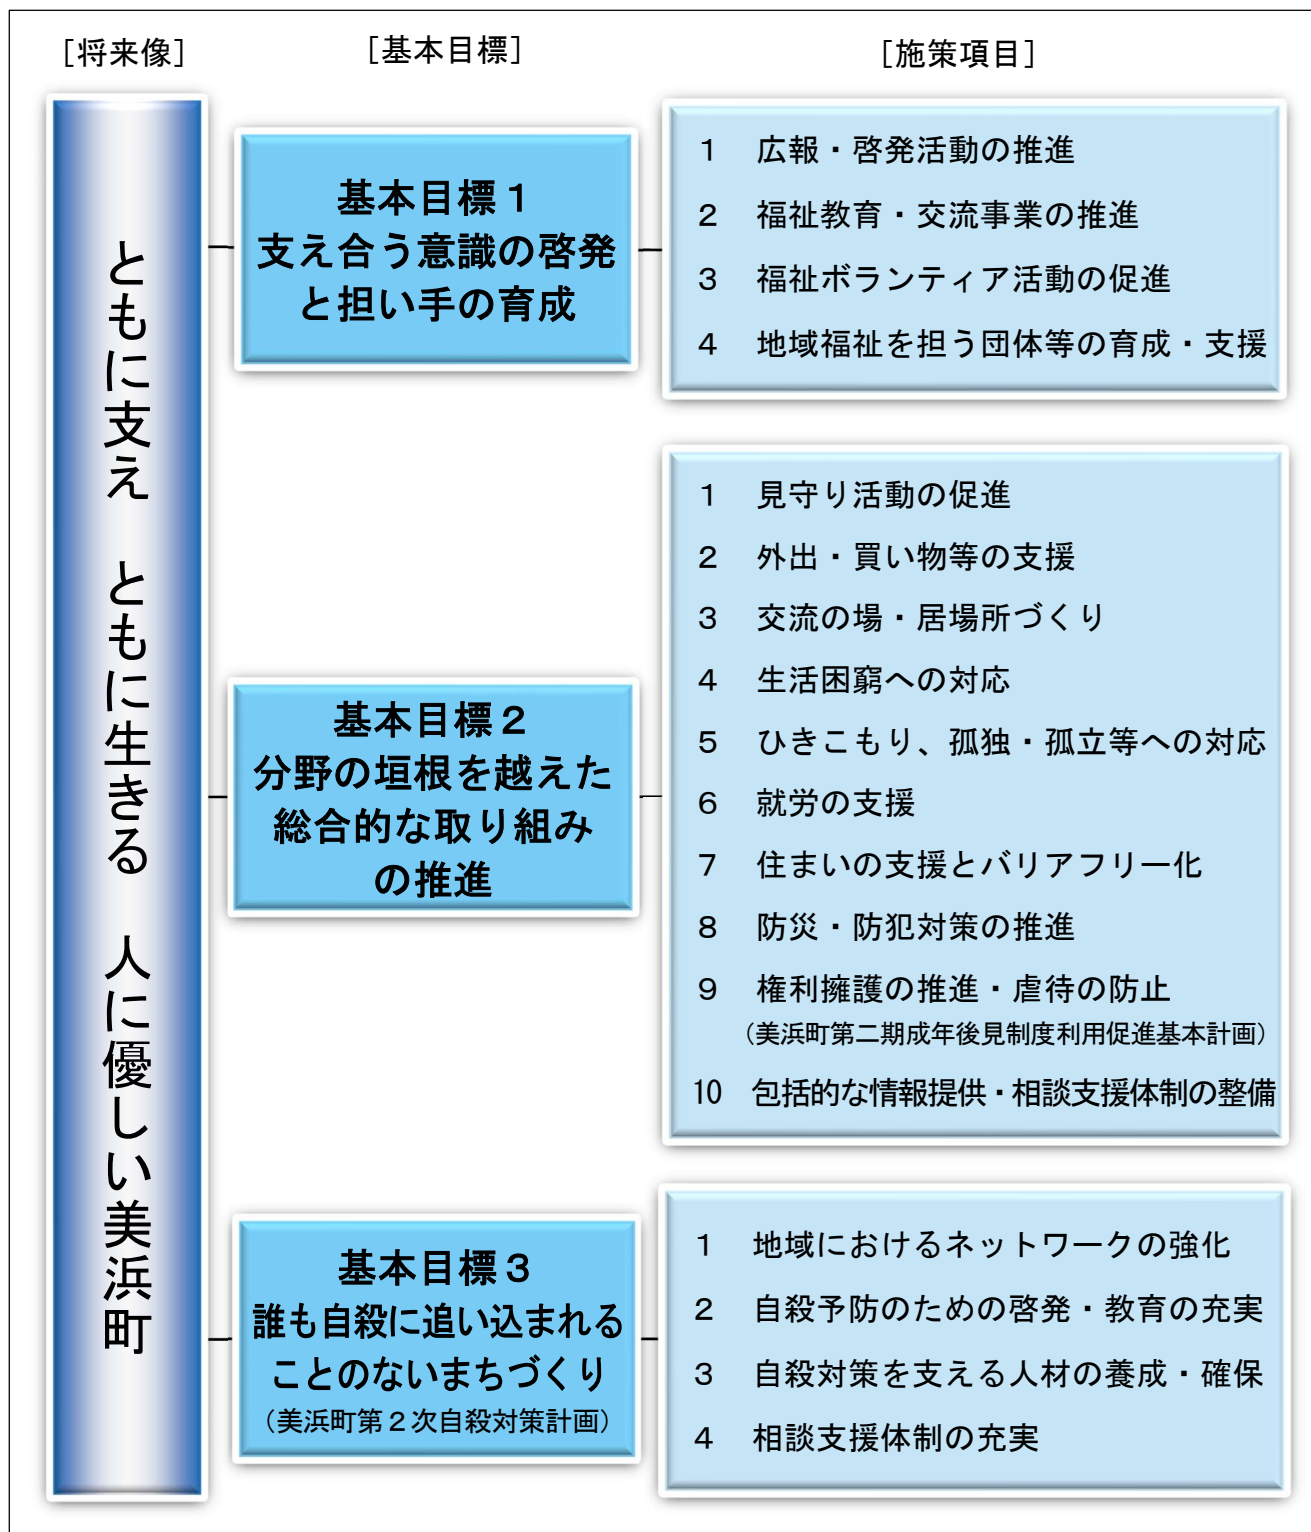 ［将来像］
［基本目標］
［施策項目］
ともに支え　ともに生きる　人に優しい美浜町
基本目標１
支え合う意識の啓発
と担い手の育成
１　広報・啓発活動の推進
２　福祉教育・交流事業の推進
３　福祉ボランティア活動の促進
４　地域福祉を担う団体等の育成・支援
基本目標２
分野の垣根を越えた
総合的な取り組み
の推進
１　見守り活動の促進
２　外出・買い物等の支援
３　交流の場・居場所づくり
４　生活困窮への対応
５　ひきこもり、孤独・孤立等への対応
６　就労の支援
７　住まいの支援とバリアフリー化
８　防災・防犯対策の推進
９　権利擁護の推進・虐待の防止
（美浜町第二期成年後見制度利用促進基本計画）
10　包括的な情報提供・相談支援体制の整備
基本目標３
誰も自殺に追い込まれる
ことのないまちづくり
（美浜町第２次自殺対策計画）
１　地域におけるネットワークの強化
２　自殺予防のための啓発・教育の充実
３　自殺対策を支える人材の養成・確保
４　相談支援体制の充実